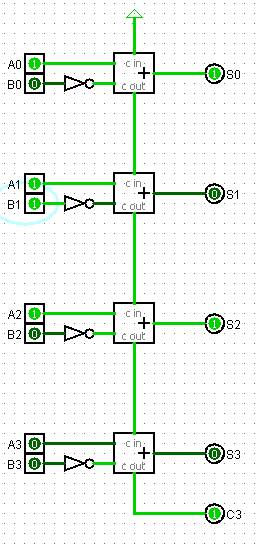 A0 1 c in
B0 0 + 1 S0
c out
A1 1 c in
B1 1 + 0 S1
c out
A2 1 c in
B2 0 + 1 S2
c out
A3 0 c in
B3 0 + 0 S3
c out
1 C3